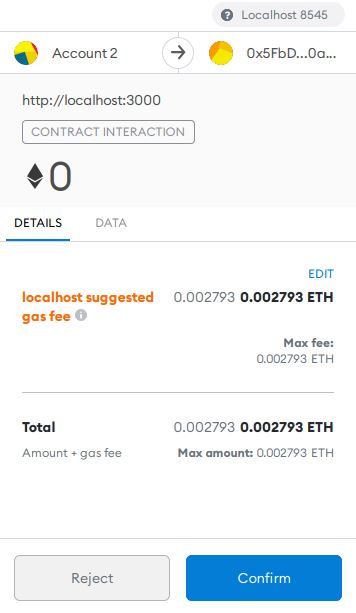 Localhost 8545
Account 2
0x5FbD...0a...
http://localhost:3000
CONTRACT INTERACTION
0
DETAILS DATA
EDIT
localhost suggested 0.002793 0.002793 ETH
gas fee
Max fee:
0.002793 ETH
Total 0.002793 0.002793 ETH
Amount + gas fee Max amount: 0.002793 ETH
Reject Confirm